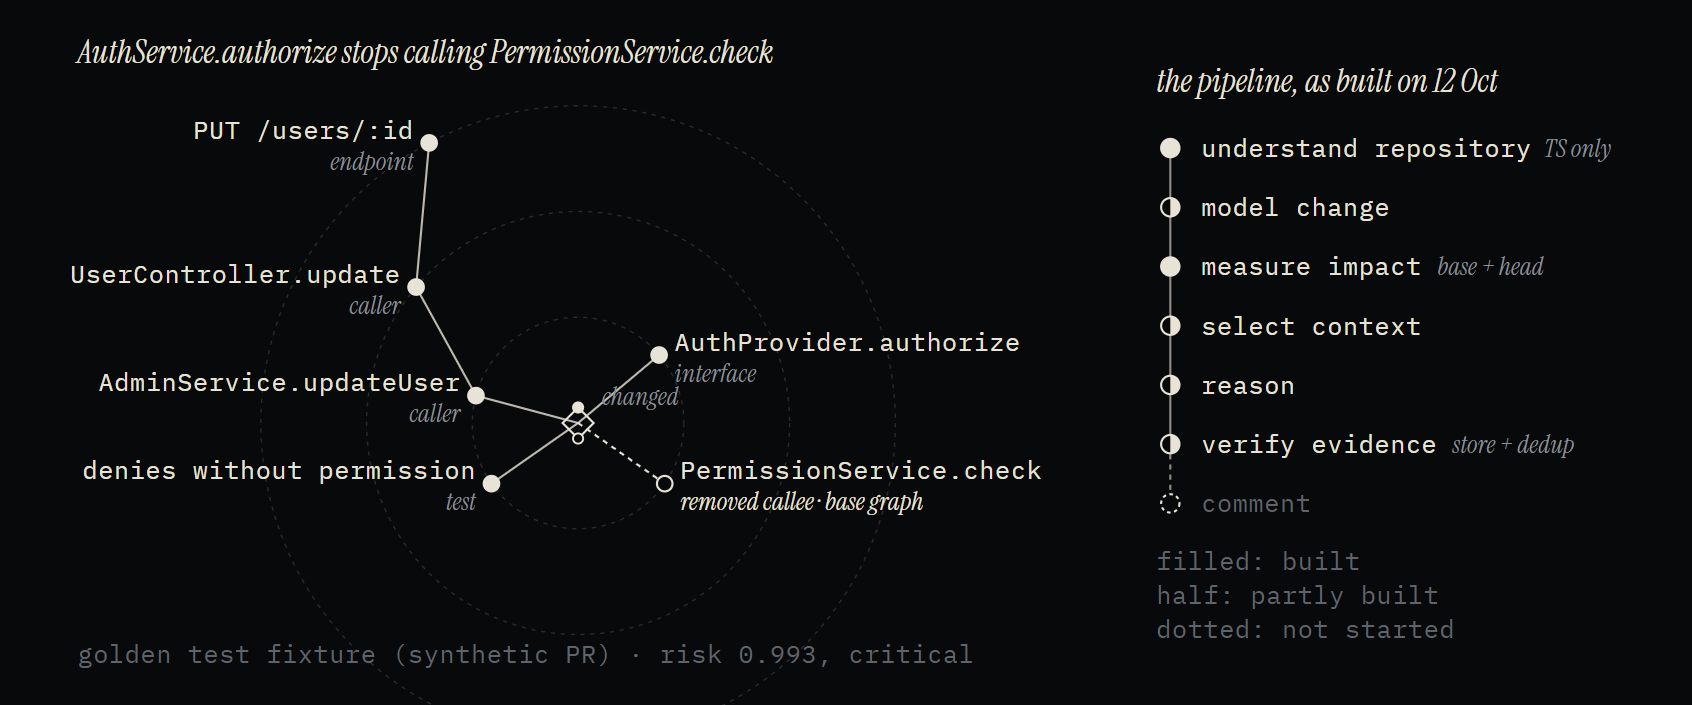 AuthService.authorize stops calling PermissionService.check
PUT /users/:id
endpoint
UserController.update
caller
AuthProvider.authorize
interface
changed
AdminService.updateUser
caller
denies without permission
test
PermissionService.check
removed callee · base graph
golden test fixture (synthetic PR) · risk 0.993, critical
the pipeline, as built on 12 Oct
understand repository TS only
model change
measure impact base + head
select context
reason
verify evidence store + dedup
comment
filled: built
half: partly built
dotted: not started